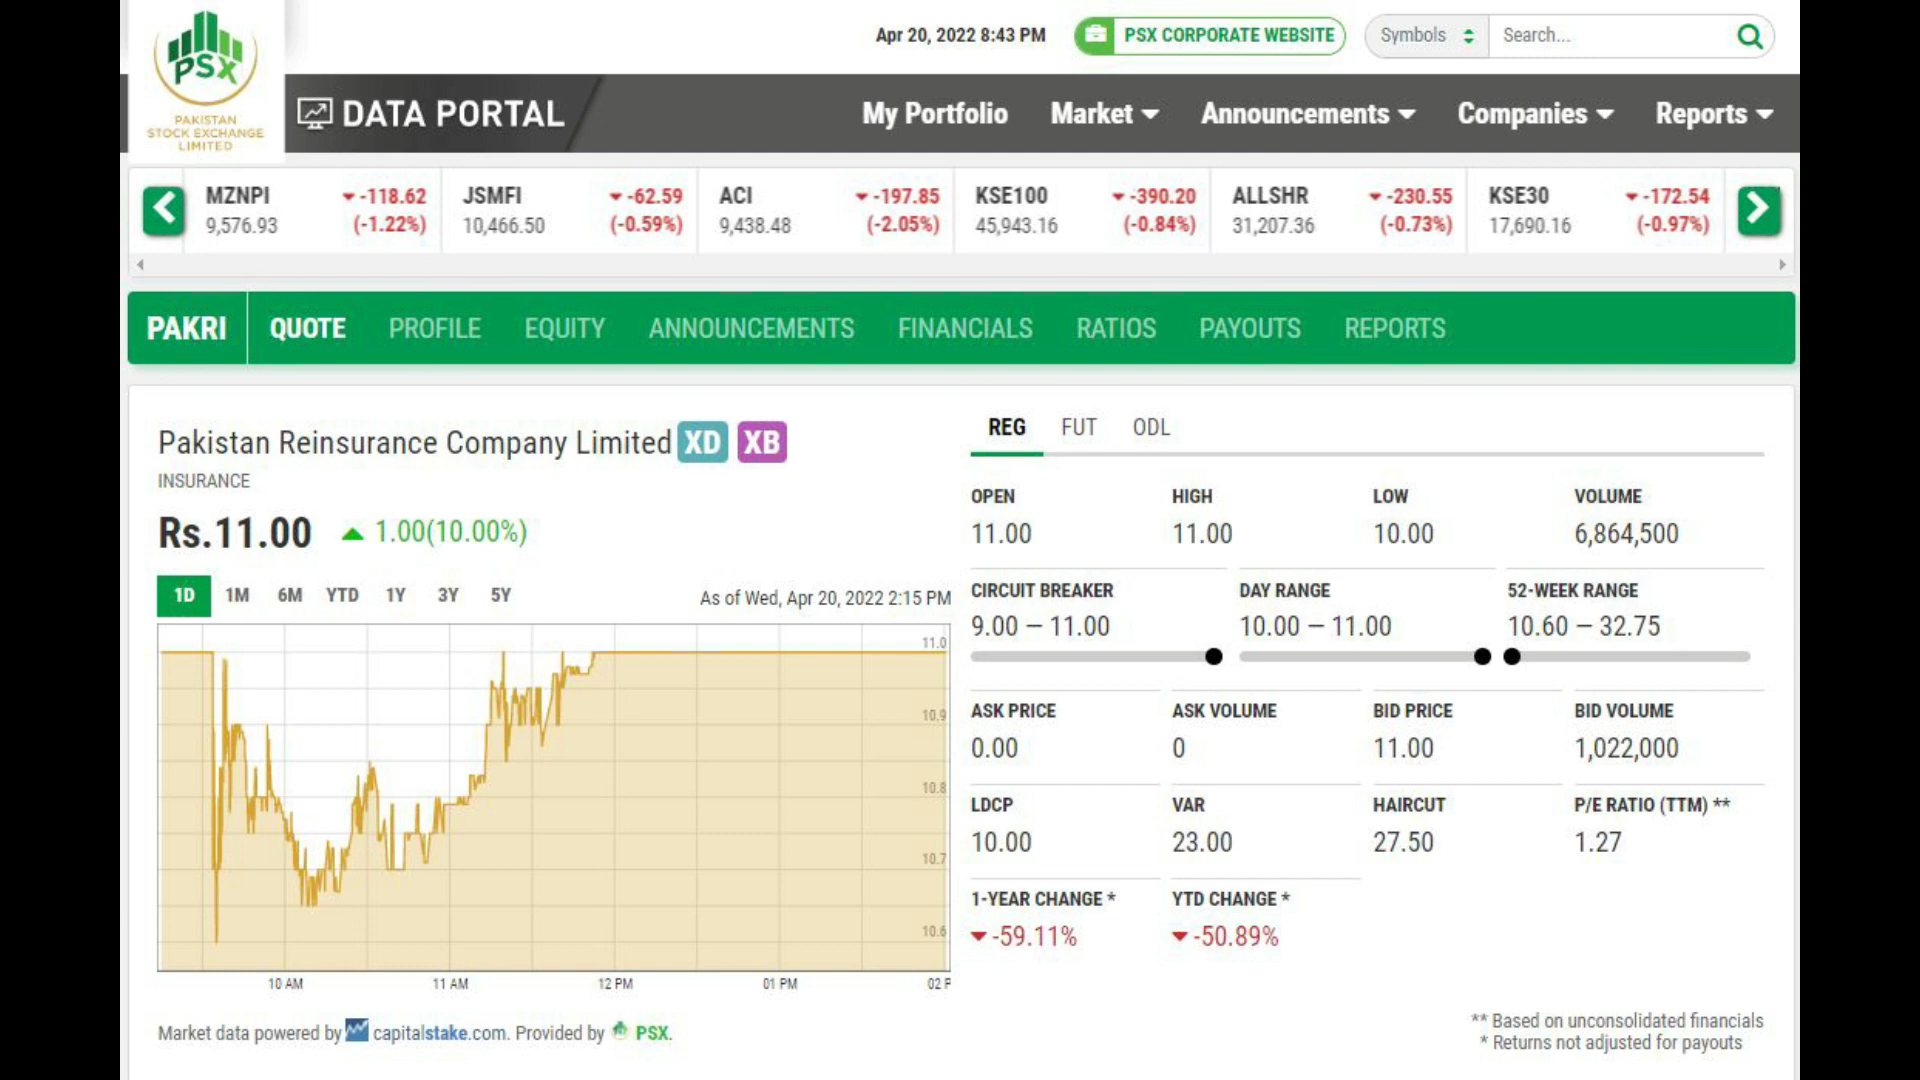 Apr 20, 2022 8:43 PM
PSX CORPORATE WEBSITE
Symbols
Search...
PSX
PAKISTAN
STOCK EXCHANGE
LIMITED
DATA PORTAL
My Portfolio Market Announcements Companies Reports
MZNPI -118.62 JSMFI -62.59 ACI -197.85 KSE100 -390.20 ALLSHR -230.55 KSE30 -172.54
9,576.93 (-1.22%) 10,466.50 (-0.59%) 9,438.48 (-2.05%) 45,943.16 (-0.84%) 31,207.36 (-0.73%) 17,690.16 (-0.97%)
PAKRI QUOTE PROFILE EQUITY ANNOUNCEMENTS FINANCIALS RATIOS PAYOUTS REPORTS
Pakistan Reinsurance Company Limited XD XB
INSURANCE
Rs.11.00 1.00(10.00%)
1D 1M 6M YTD 1Y 3Y 5Y
As of Wed, Apr 20, 2022 2:15 PM
11.0
10.9
10.8
10.7
10.6
10 AM 11 AM 12 PM 01 PM 02 P
Market data powered by capitalstake.com. Provided by PSX.
REG FUT ODL
OPEN HIGH LOW VOLUME
11.00 11.00 10.00 6,864,500
CIRCUIT BREAKER DAY RANGE 52-WEEK RANGE
9.00 — 11.00 10.00 — 11.00 10.60 — 32.75
ASK PRICE ASK VOLUME BID PRICE BID VOLUME
0.00 0 11.00 1,022,000
LDCP VAR HAIRCUT P/E RATIO (TTM) **
10.00 23.00 27.50 1.27
1-YEAR CHANGE * YTD CHANGE *
-59.11% -50.89%
** Based on unconsolidated financials
* Returns not adjusted for payouts